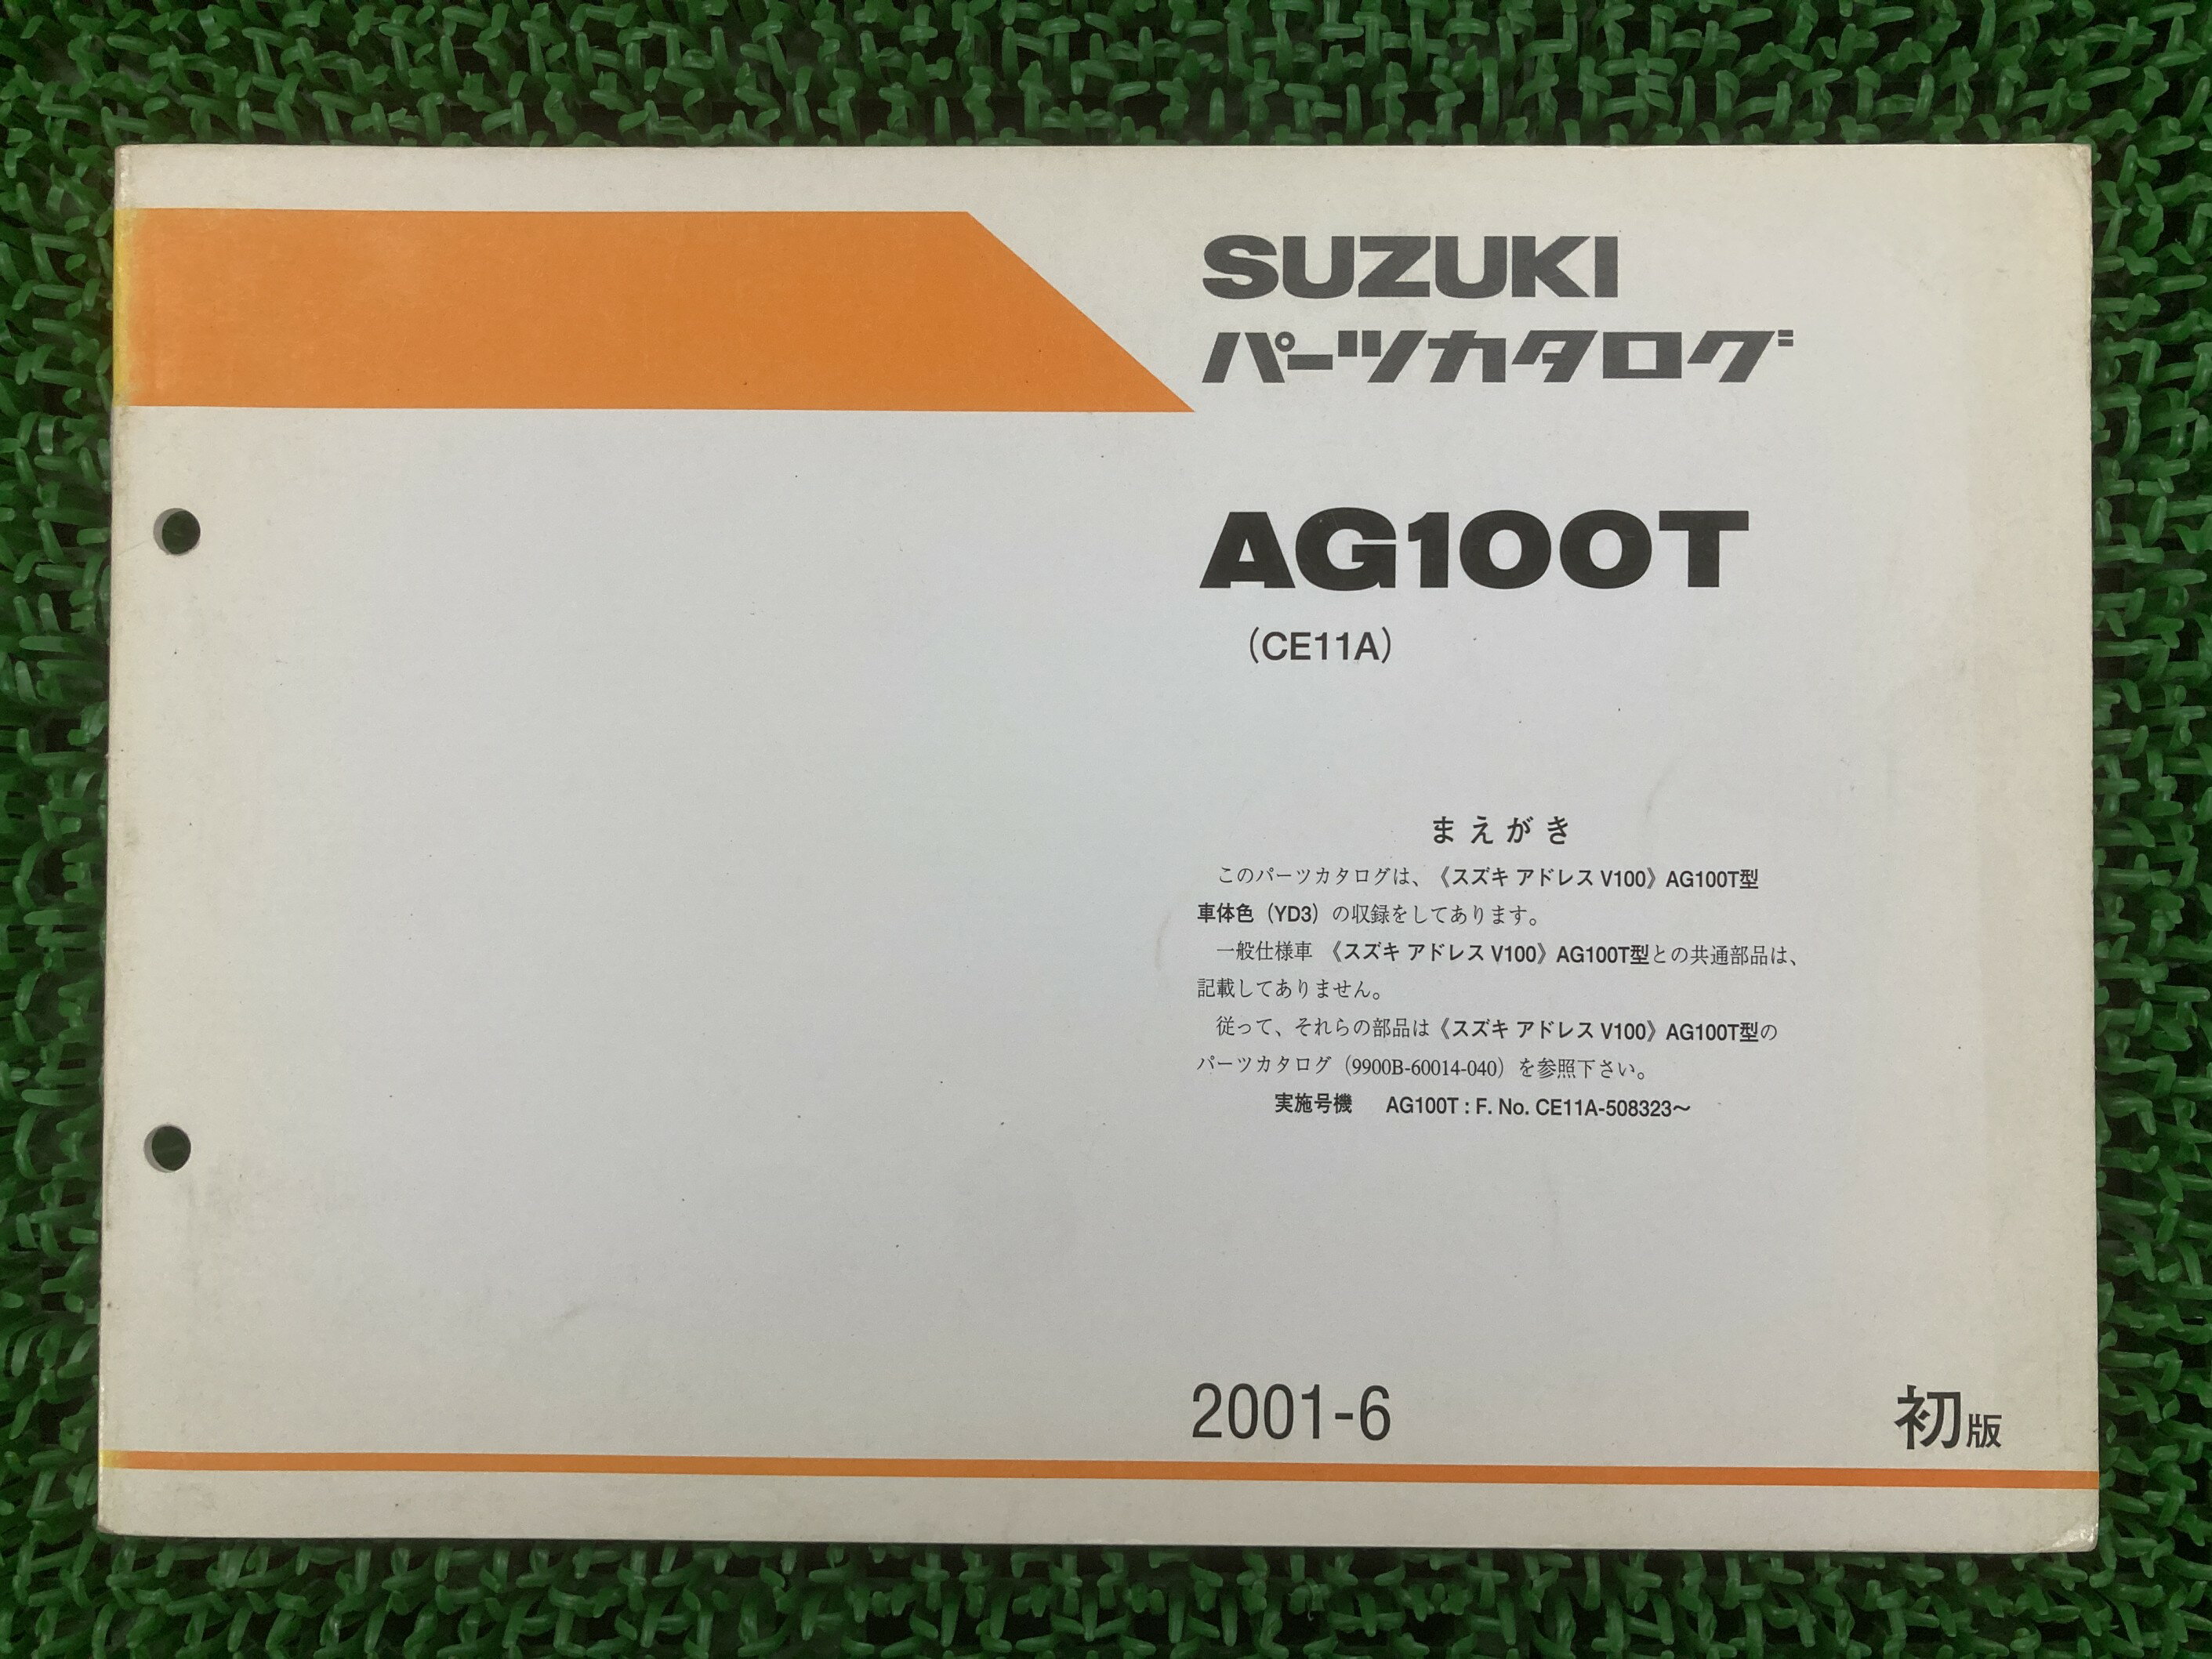 SUZUKI
パーツカタログ
AG100T
（CE11A）
まえがき
このパーツカタログは、《スズキ アドレス V100》AG100T型
車体色（YD3）の収録をしてあります。
一般仕様車 《スズキ アドレス V100》AG100T型との共通部品は、
記載してありません。
従って、それらの部品は《スズキ アドレス V100》AG100T型の
パーツカタログ（9900B-60014-040）を参照下さい。
実施号機 AG100T : F. No. CE11A-508323～
2001-6 初版